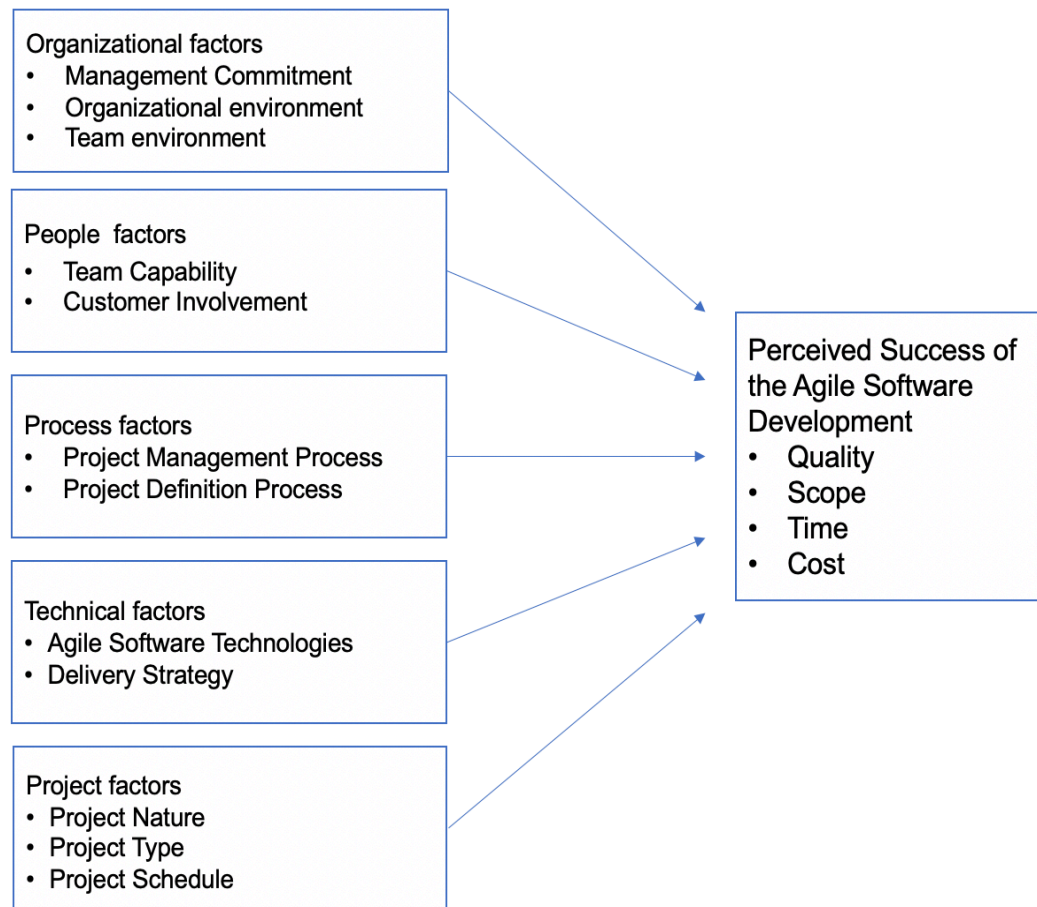 Organizational factors
• Management Commitment
• Organizational environment
• Team environment
People factors
• Team Capability
• Customer Involvement
Process factors
• Project Management Process
• Project Definition Process
Technical factors
• Agile Software Technologies
• Delivery Strategy
Project factors
• Project Nature
• Project Type
• Project Schedule
Perceived Success of
the Agile Software
Development
• Quality
• Scope
• Time
• Cost